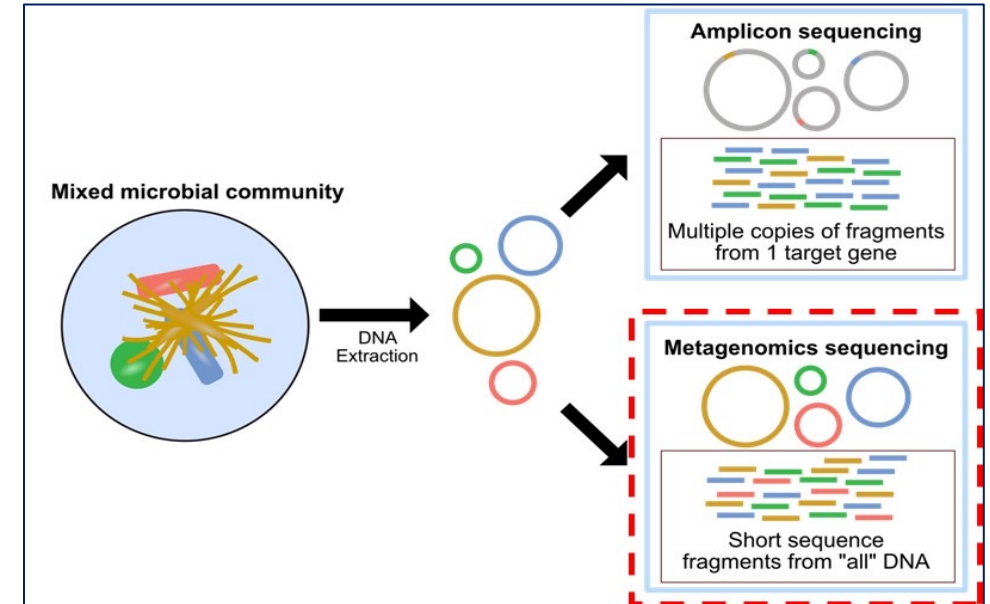 Mixed microbial community
DNA
Extraction
Amplicon sequencing
Multiple copies of fragments
from 1 target gene
Metagenomics sequencing
Short sequence
fragments from "all" DNA